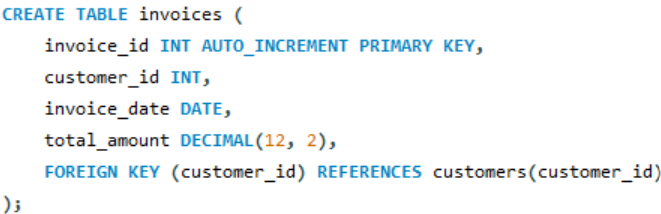 CREATE TABLE invoices (
    invoice_id INT AUTO_INCREMENT PRIMARY KEY,
    customer_id INT,
    invoice_date DATE,
    total_amount DECIMAL(12, 2),
    FOREIGN KEY (customer_id) REFERENCES customers(customer_id)
);